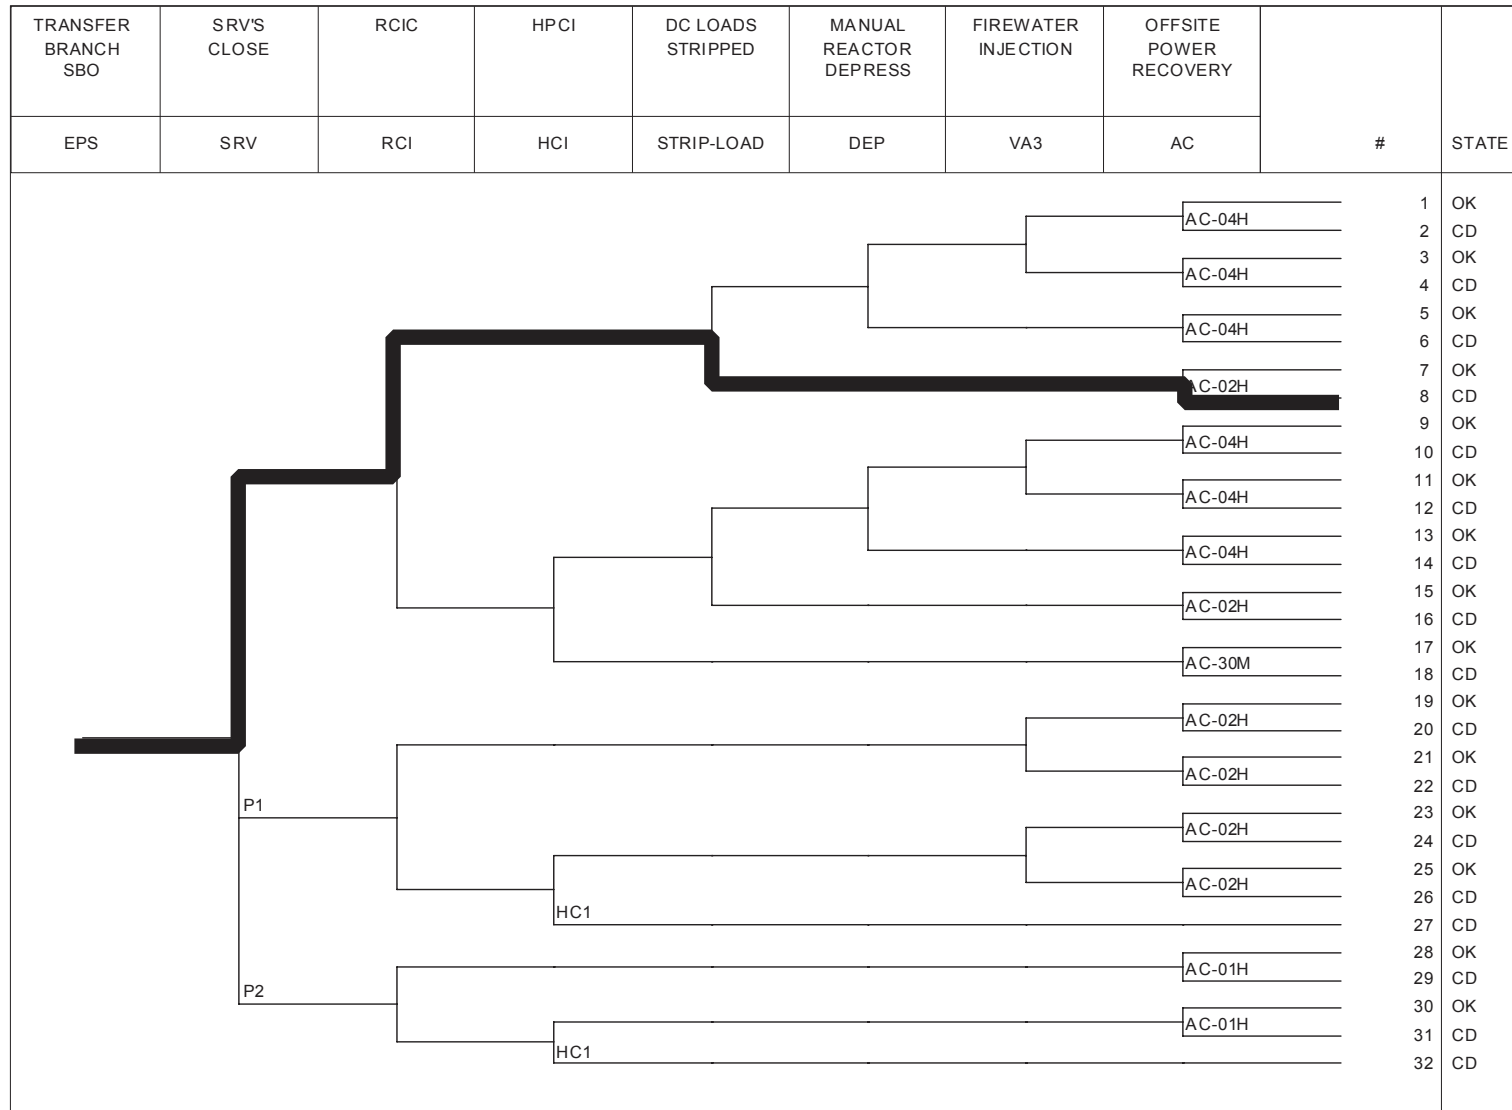 TRANSFER BRANCH SBO
SRV'S CLOSE
RCIC
HPCI
DC LOADS STRIPPED
MANUAL REACTOR DEPRESS
FIREWATER INJECTION
OFFSITE POWER RECOVERY
EPS
SRV
RCI
HCI
STRIP-LOAD
DEP
VA3
AC
#
STATE
1 OK
AC-04H
2 CD
3 OK
AC-04H
4 CD
5 OK
AC-04H
6 CD
7 OK
AC-02H
8 CD
9 OK
AC-04H
10 CD
11 OK
AC-04H
12 CD
13 OK
AC-04H
14 CD
15 OK
AC-02H
16 CD
17 OK
AC-30M
18 CD
19 OK
AC-02H
20 CD
21 OK
AC-02H
22 CD
P1
23 OK
AC-02H
24 CD
25 OK
AC-02H
26 CD
HC1
27 CD
28 OK
AC-01H
29 CD
P2
30 OK
AC-01H
31 CD
HC1
32 CD